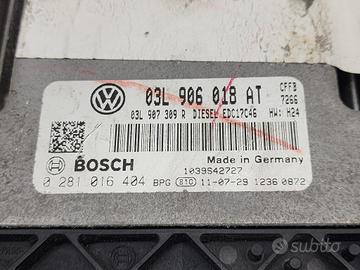 03L 906 018 AT
CFFB
7266
03L 907 309 R DIESEL EDC17C46 HW: H24
BOSCH
Made in Germany
1039S42727
0 281 016 404 BPG 810 11-07-29 1236 0872
subito